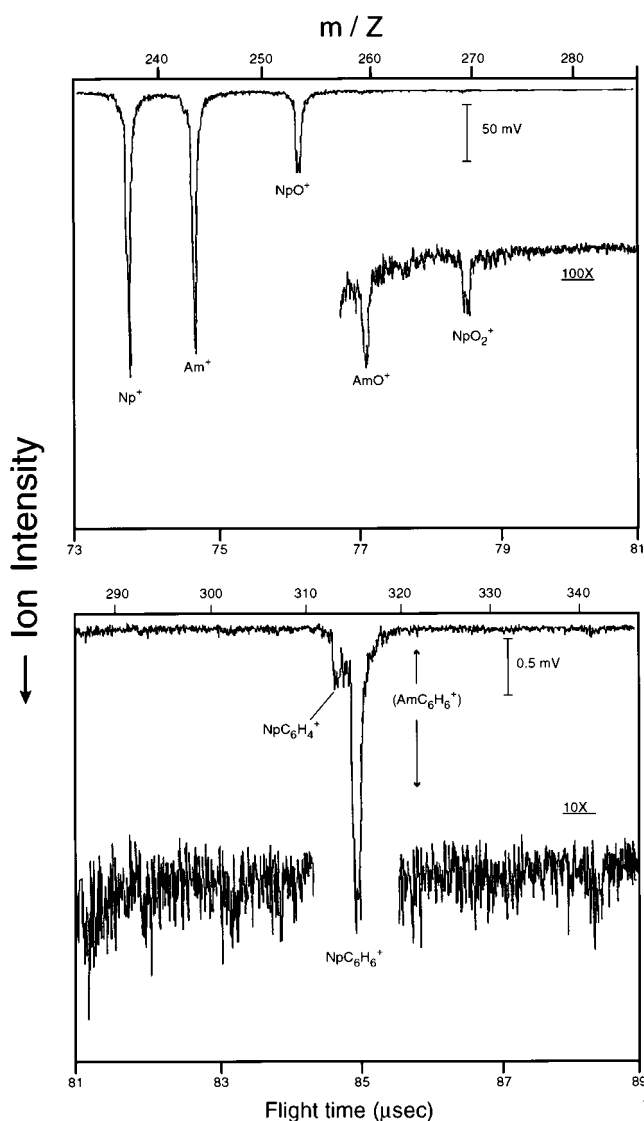 m / Z
240 250 260 270 280
50 mV
NpO⁺
100X
Np⁺
Am⁺
AmO⁺
NpO₂⁺
73 75 77 79 81
← Ion Intensity
290 300 310 320 330 340
0.5 mV
(AmC₆H₆⁺)
NpC₆H₄⁺
10X
NpC₆H₆⁺
81 83 85 87 89
Flight time (μsec)